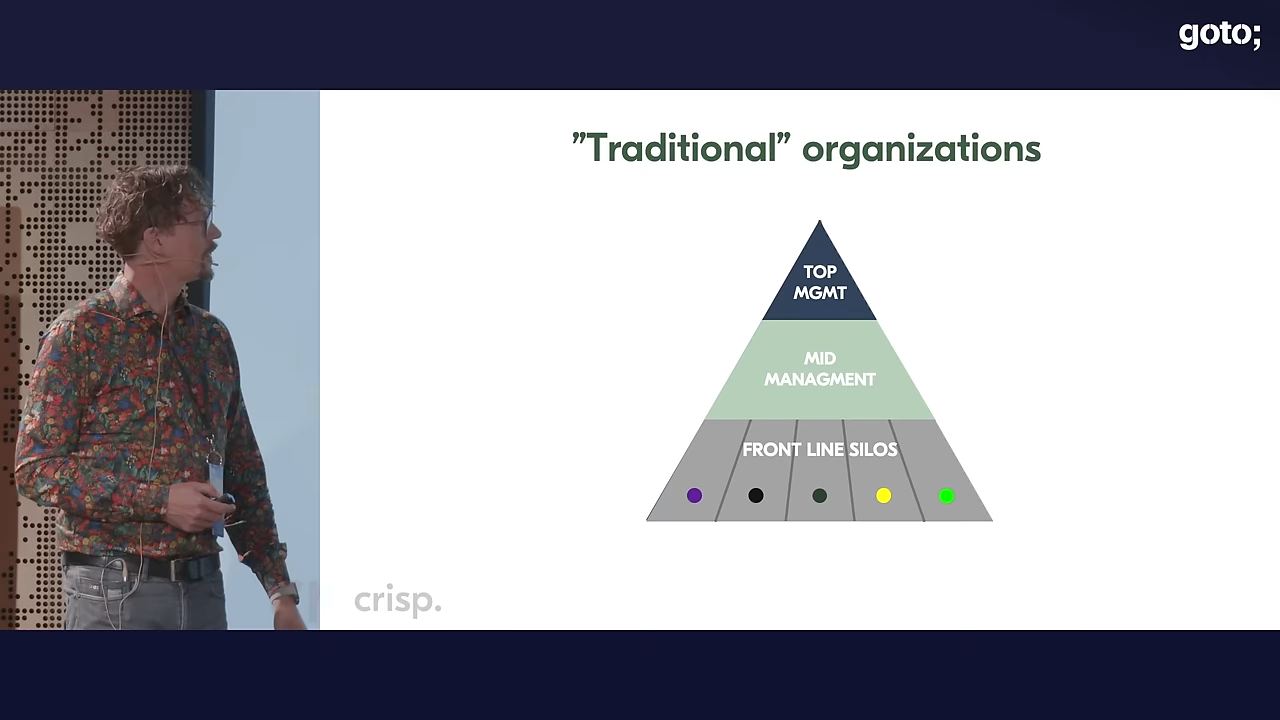 goto;
”Traditional” organizations
TOP
MGMT
MID
MANAGMENT
FRONT LINE SILOS
crisp.